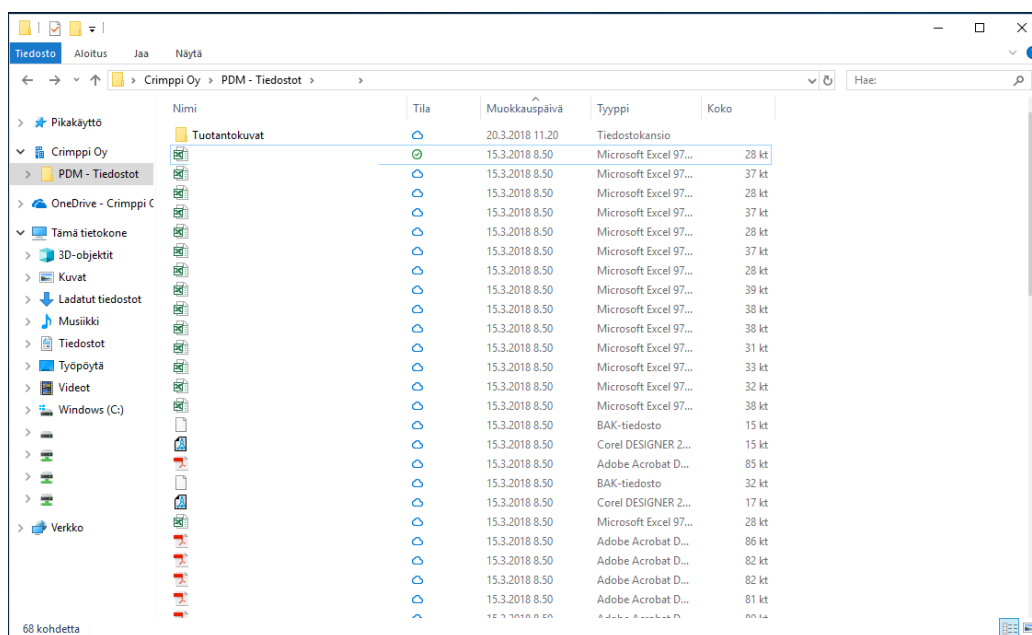 Tiedosto Aloitus Jaa Näytä
Crimppi Oy > PDM - Tiedostot > > Hae:
Nimi Tila Muokkauspäivä Tyyppi Koko
Pikakäyttö
Crimppi Oy
PDM - Tiedostot
OneDrive - Crimppi
Tämä tietokone
3D-objektit
Kuvat
Ladatut tiedostot
Musiikki
Tiedostot
Työpöytä
Videot
Windows (C:)
Verkko
Tuotantokuvat 20.3.2018 11.20 Tiedostokansio
15.3.2018 8.50 Microsoft Excel 97... 28 kt
15.3.2018 8.50 Microsoft Excel 97... 37 kt
15.3.2018 8.50 Microsoft Excel 97... 28 kt
15.3.2018 8.50 Microsoft Excel 97... 37 kt
15.3.2018 8.50 Microsoft Excel 97... 28 kt
15.3.2018 8.50 Microsoft Excel 97... 37 kt
15.3.2018 8.50 Microsoft Excel 97... 28 kt
15.3.2018 8.50 Microsoft Excel 97... 39 kt
15.3.2018 8.50 Microsoft Excel 97... 38 kt
15.3.2018 8.50 Microsoft Excel 97... 38 kt
15.3.2018 8.50 Microsoft Excel 97... 31 kt
15.3.2018 8.50 Microsoft Excel 97... 33 kt
15.3.2018 8.50 Microsoft Excel 97... 32 kt
15.3.2018 8.50 Microsoft Excel 97... 38 kt
15.3.2018 8.50 BAK-tiedosto 15 kt
15.3.2018 8.50 Corel DESIGNER 2... 15 kt
15.3.2018 8.50 Adobe Acrobat D... 85 kt
15.3.2018 8.50 BAK-tiedosto 32 kt
15.3.2018 8.50 Corel DESIGNER 2... 17 kt
15.3.2018 8.50 Microsoft Excel 97... 28 kt
15.3.2018 8.50 Adobe Acrobat D... 86 kt
15.3.2018 8.50 Adobe Acrobat D... 82 kt
15.3.2018 8.50 Adobe Acrobat D... 82 kt
15.3.2018 8.50 Adobe Acrobat D... 81 kt
68 kohdetta